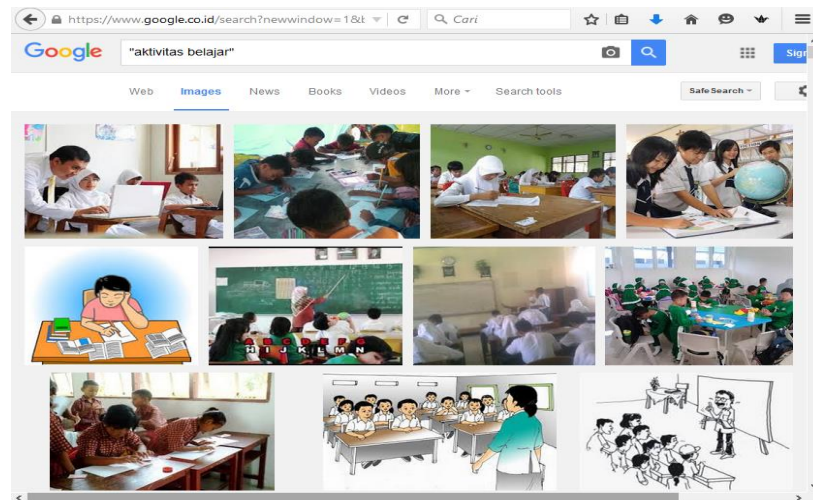 https://www.google.co.id/search?newwindow=1&
Cari
Google
"aktivitas belajar"
Sign
Web Images News Books Videos More Search tools
SafeSearch
A B C D E F G
H I J K L M N